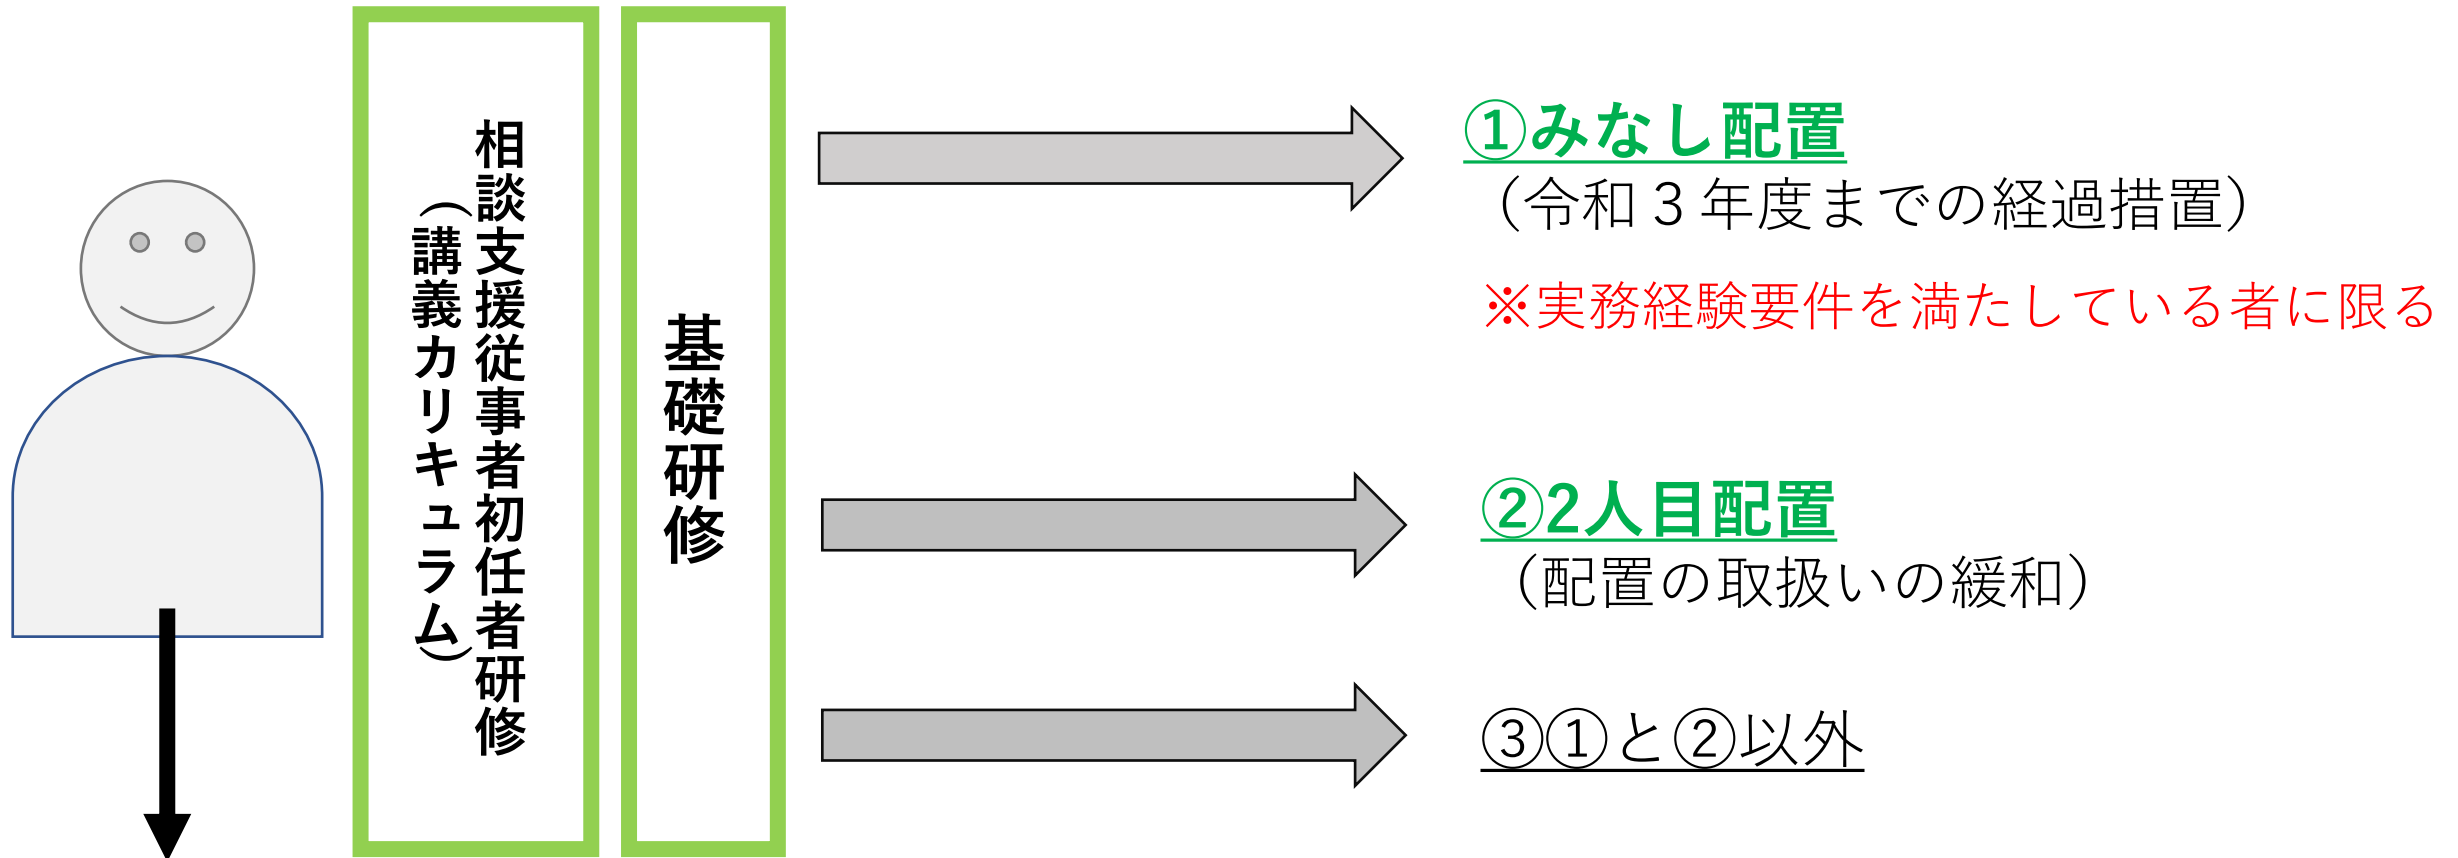 相談支援従事者初任者研修
（講義カリキュラム）
基礎研修
①みなし配置
（令和３年度までの経過措置）
※実務経験要件を満たしている者に限る
②2人目配置
（配置の取扱いの緩和）
③①と②以外